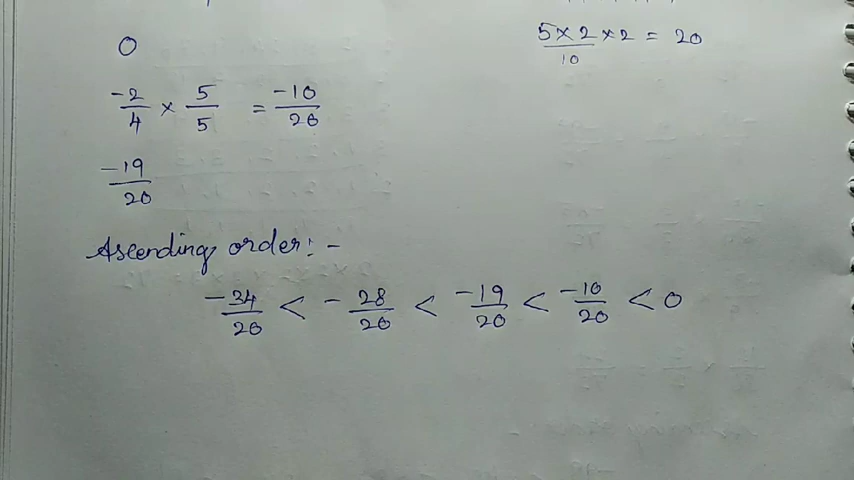 0
5 × 2 × 2 = 20
10
-2/4 × 5/5 = -10/20
-19/20
Ascending order:-
-34/20 < -28/20 < -19/20 < -10/20 < 0